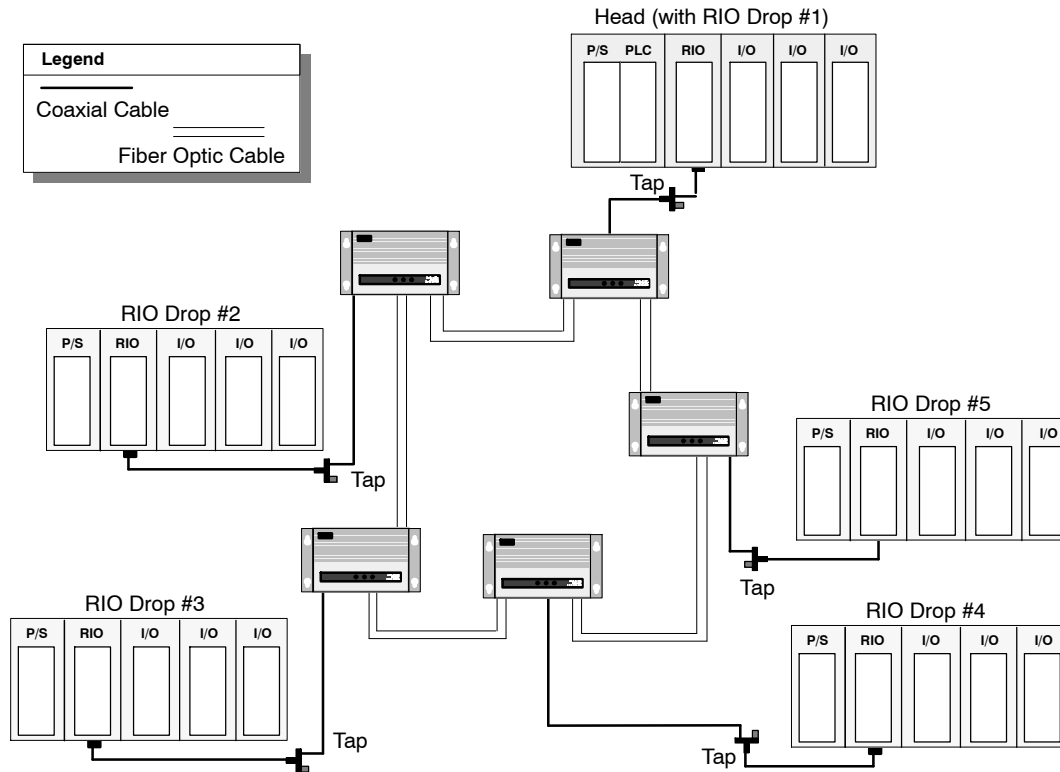 Head (with RIO Drop #1)
P/S PLC RIO I/O I/O I/O
Legend
Coaxial Cable
Fiber Optic Cable
Tap
RIO Drop #2
P/S RIO I/O I/O I/O
Tap
RIO Drop #5
P/S RIO I/O I/O I/O
Tap
RIO Drop #3
P/S RIO I/O I/O I/O
Tap
RIO Drop #4
P/S RIO I/O I/O I/O
Tap